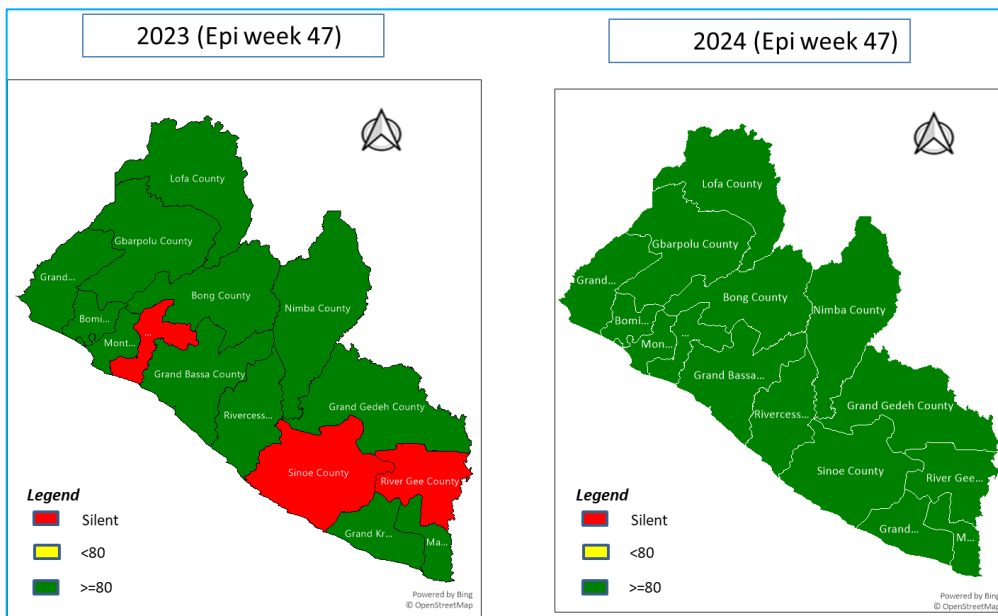 2023 (Epi week 47)
2024 (Epi week 47)
Lofa County
Gbarpolu County
Grand...
Bong County
Nimba County
Bomi...
Mont...
...
Grand Bassa County
Rivercess...
Grand Gedeh County
Sinoe County
River Gee County
Grand Kr...
Ma...
Legend
Silent
<80
>=80
Powered by Bing
© OpenStreetMap
Lofa County
Gbarpolu County
Grand...
Bong County
Nimba County
Bomi...
Mon...
...
Grand Bassa...
Rivercess...
Grand Gedeh County
Sinoe County
River Gee...
Grand...
M...
Legend
Silent
<80
>=80
Powered by Bing
© OpenStreetMap